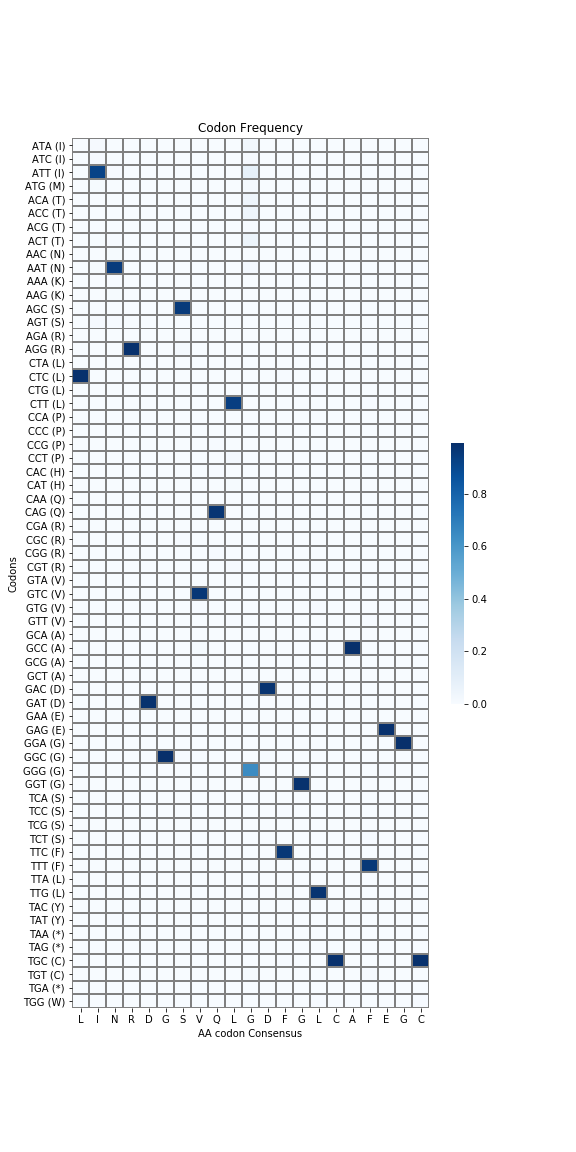 Codon Frequency
ATA (I)
ATC (I)
ATT (I)
ATG (M)
ACA (T)
ACC (T)
ACG (T)
ACT (T)
AAC (N)
AAT (N)
AAA (K)
AAG (K)
AGC (S)
AGT (S)
AGA (R)
AGG (R)
CTA (L)
CTC (L)
CTG (L)
CTT (L)
CCA (P)
CCC (P)
CCG (P)
CCT (P)
CAC (H)
CAT (H)
CAA (Q)
CAG (Q)
CGA (R)
CGC (R)
CGG (R)
CGT (R)
GTA (V)
GTC (V)
GTG (V)
GTT (V)
GCA (A)
GCC (A)
GCG (A)
GCT (A)
GAC (D)
GAT (D)
GAA (E)
GAG (E)
GGA (G)
GGC (G)
GGG (G)
GGT (G)
TCA (S)
TCC (S)
TCG (S)
TCT (S)
TTC (F)
TTT (F)
TTA (L)
TTG (L)
TAC (Y)
TAT (Y)
TAA (*)
TAG (*)
TGC (C)
TGT (C)
TGA (*)
TGG (W)
Codons
L I N R D G S V Q L G D F G L C A F E G C
AA codon Consensus
0.8
0.6
0.4
0.2
0.0